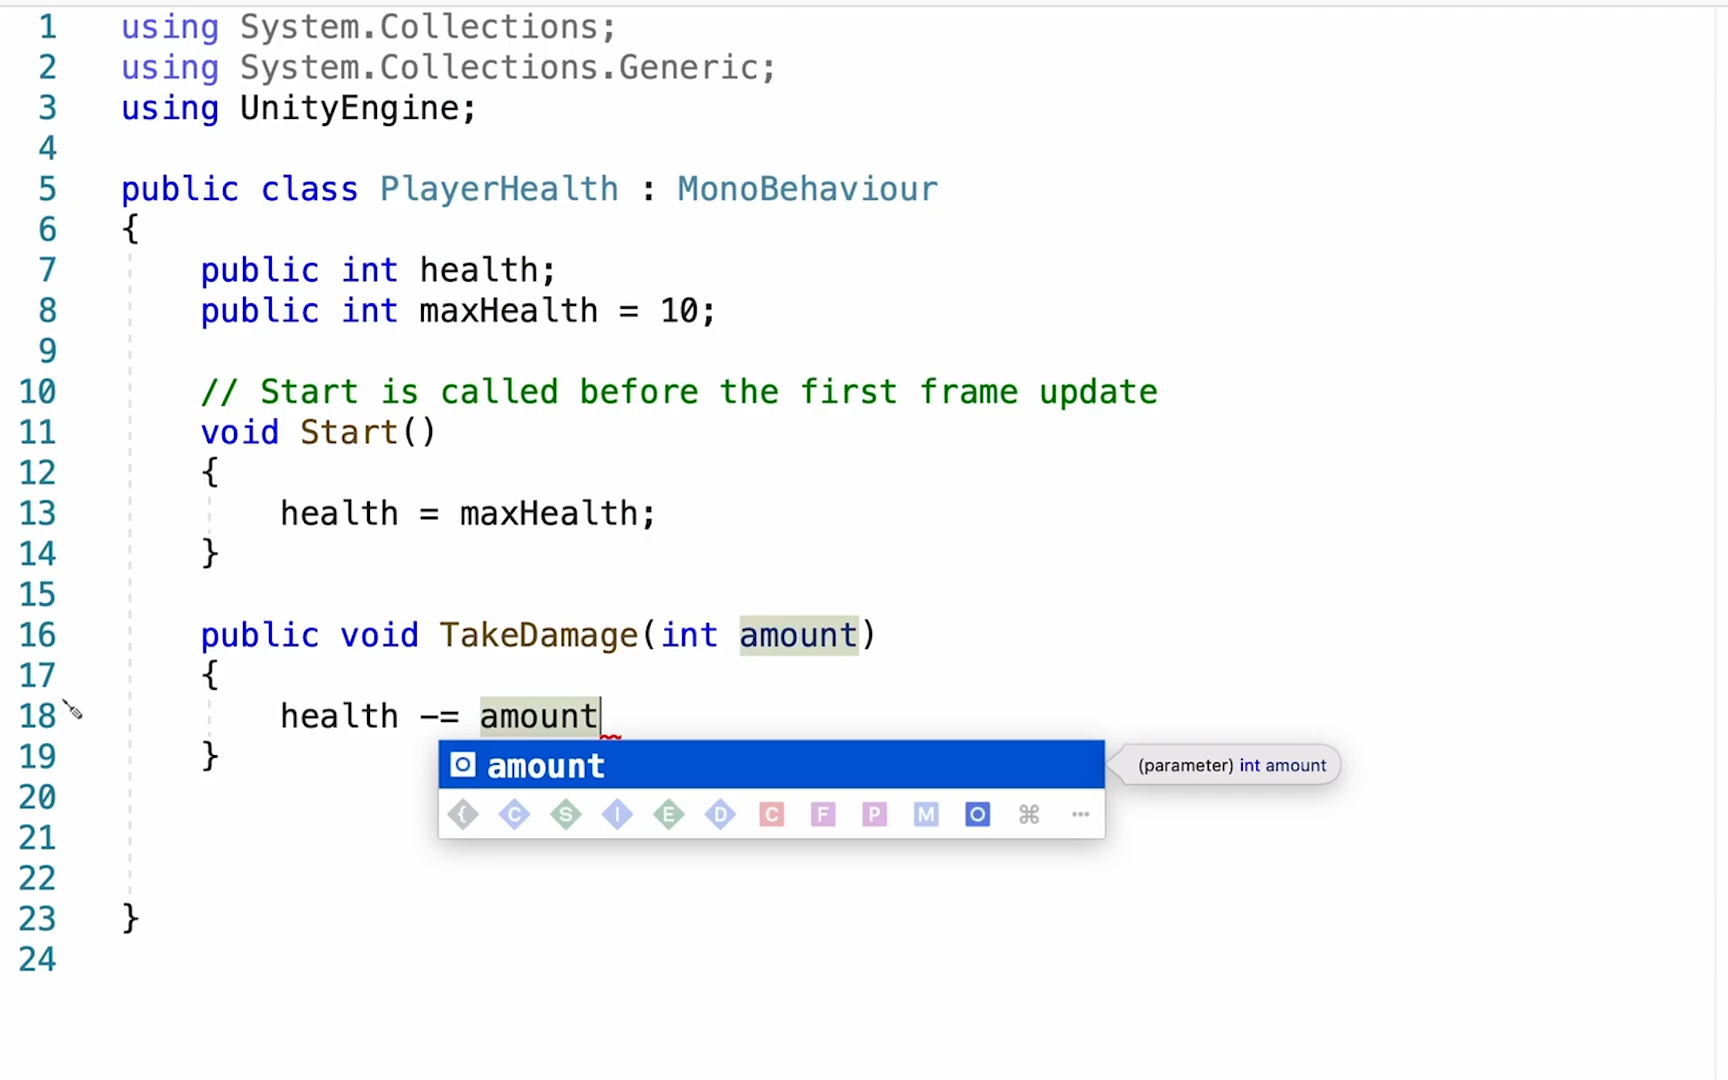 1 using System.Collections;
2 using System.Collections.Generic;
3 using UnityEngine;
4
5 public class PlayerHealth : MonoBehaviour
6 {
7 public int health;
8 public int maxHealth = 10;
9
10 // Start is called before the first frame update
11 void Start()
12 {
13 health = maxHealth;
14 }
15
16 public void TakeDamage(int amount)
17 {
18 health -= amount
19 }
amount (parameter) int amount
20
{ C S I E D C F P M O ⌘ ...
21
22
23 }
24